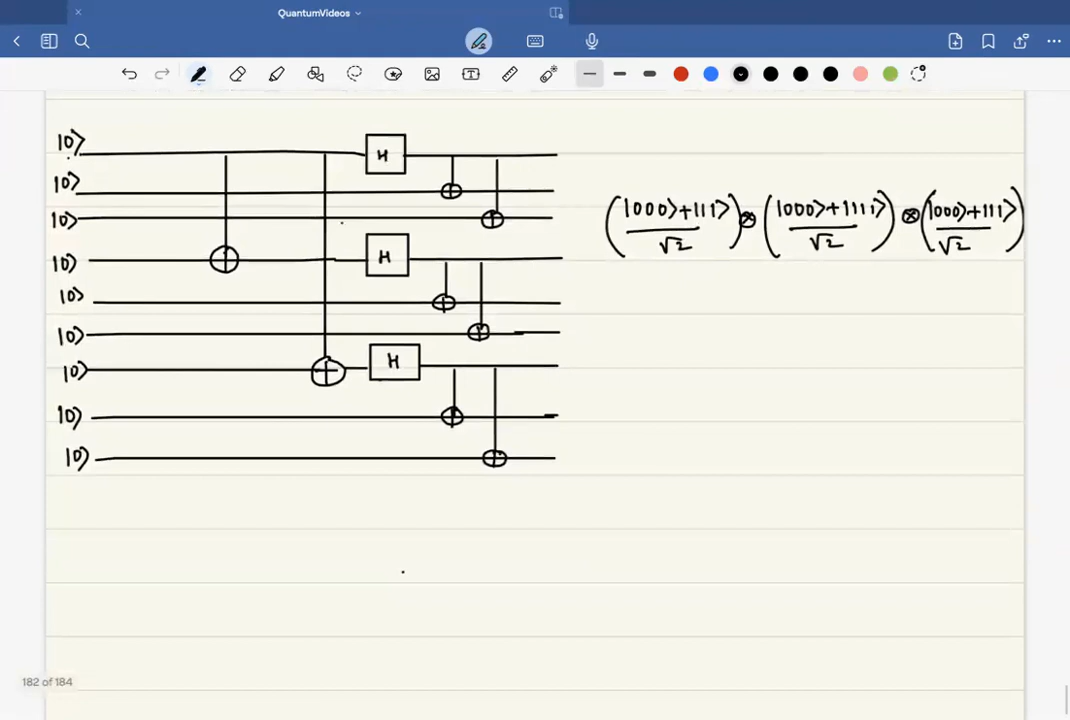 QuantumVideos
|0⟩
|0⟩
|0⟩
|0⟩
|0⟩
|0⟩
|0⟩
|0⟩
|0⟩
H
H
H
(|000⟩+|111⟩/√2) ⊗ (|000⟩+|111⟩/√2) ⊗ (|000⟩+|11⟩/√2)
182 of 184